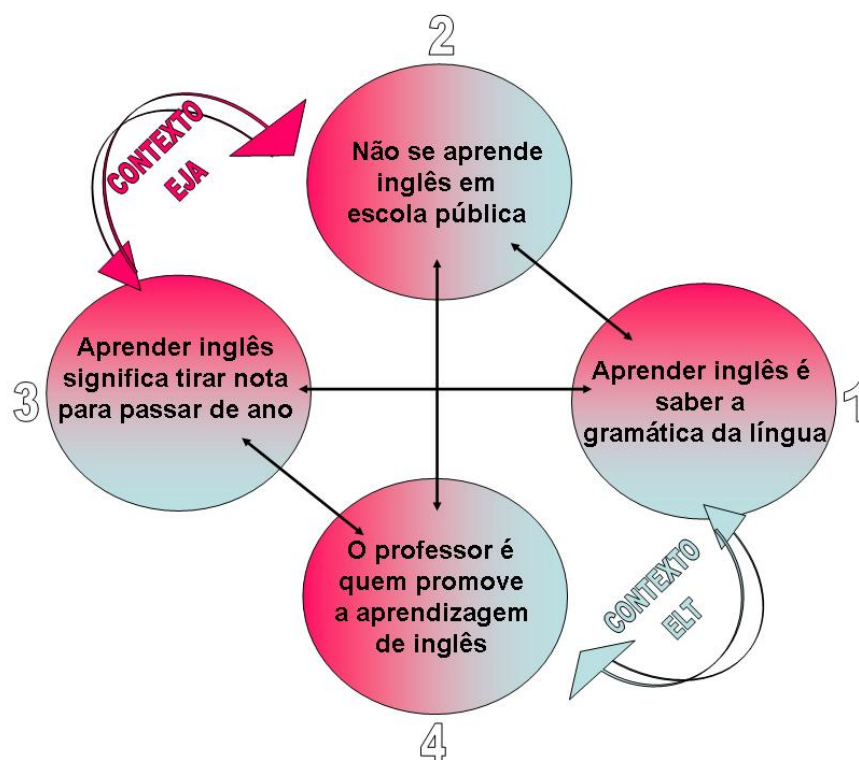 2
CONTEXTO
EJA
Não se aprende
inglês em
escola pública
Aprender inglês
significa tirar nota
para passar de ano
3
Aprender inglês é
saber a
gramática da língua
1
O professor é
quem promove
a aprendizagem
de inglês
CONTEXTO
ELT
4